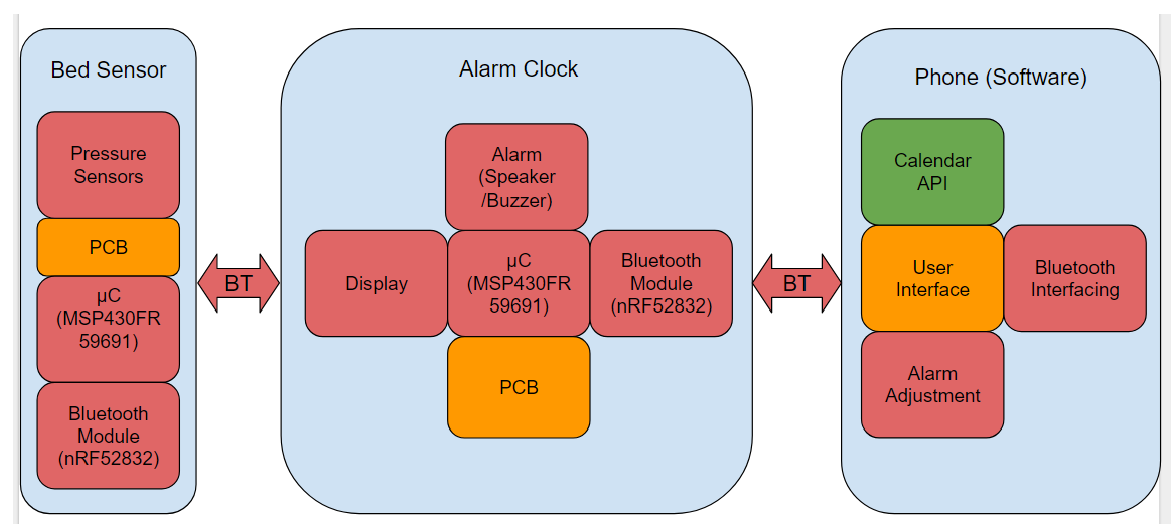 Bed Sensor
Pressure
Sensors
PCB
µC
(MSP430FR
59691)
Bluetooth
Module
(nRF52832)
BT
Alarm Clock
Alarm
(Speaker
/Buzzer)
Display
µC
(MSP430FR
59691)
Bluetooth
Module
(nRF52832)
PCB
BT
Phone (Software)
Calendar
API
User
Interface
Bluetooth
Interfacing
Alarm
Adjustment